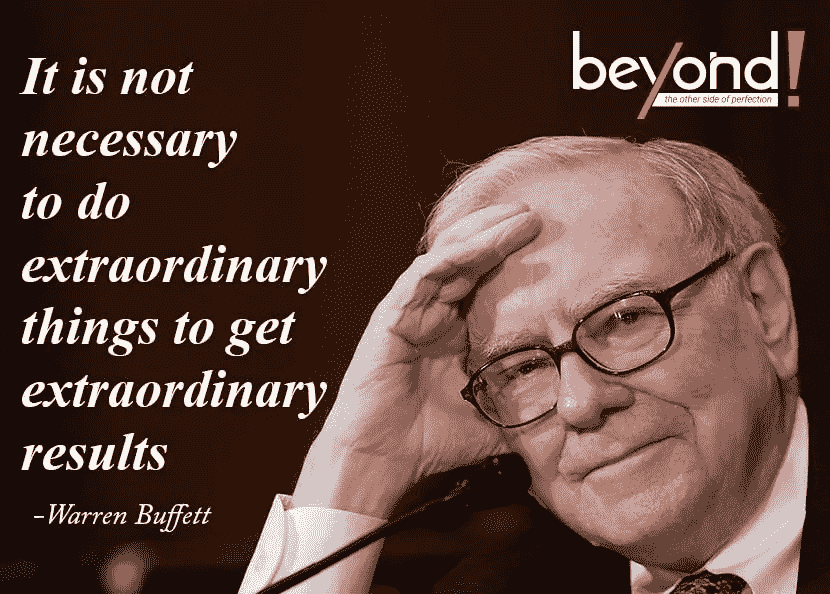 It is not
necessary
to do
extraordinary
things to get
extraordinary
results
-Warren Buffett
beyond!
the other side of perfection